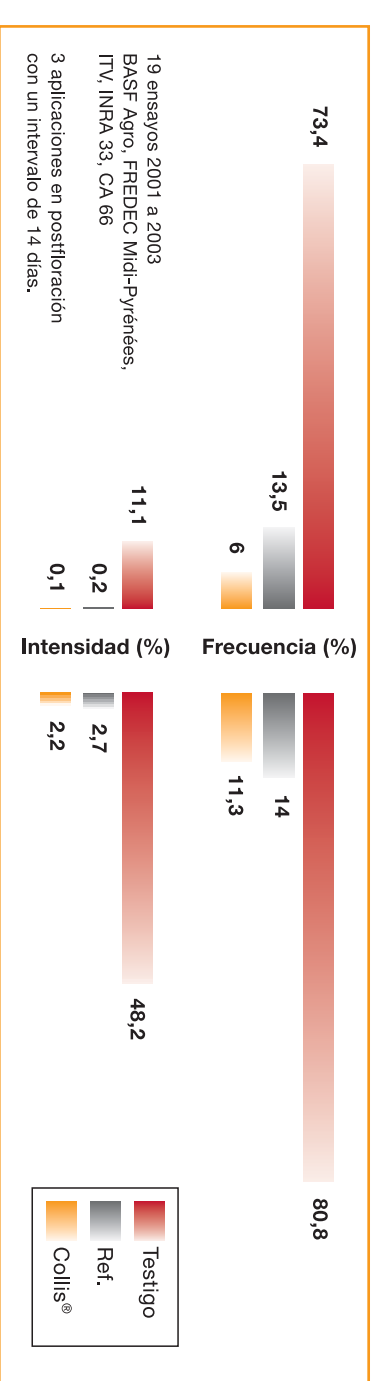 73,4
13,5
6
Frecuencia (%)
14
11,3
80,8
11,1
0,2
0,1
Intensidad (%)
48,2
2,7
2,2
19 ensayos 2001 a 2003
BASF Agro, FREDEC Midi-Pyrénées,
ITV, INRA 33, CA 66
3 aplicaciones en postfloración
con un intervalo de 14 días.
Testigo
Ref.
Collis®